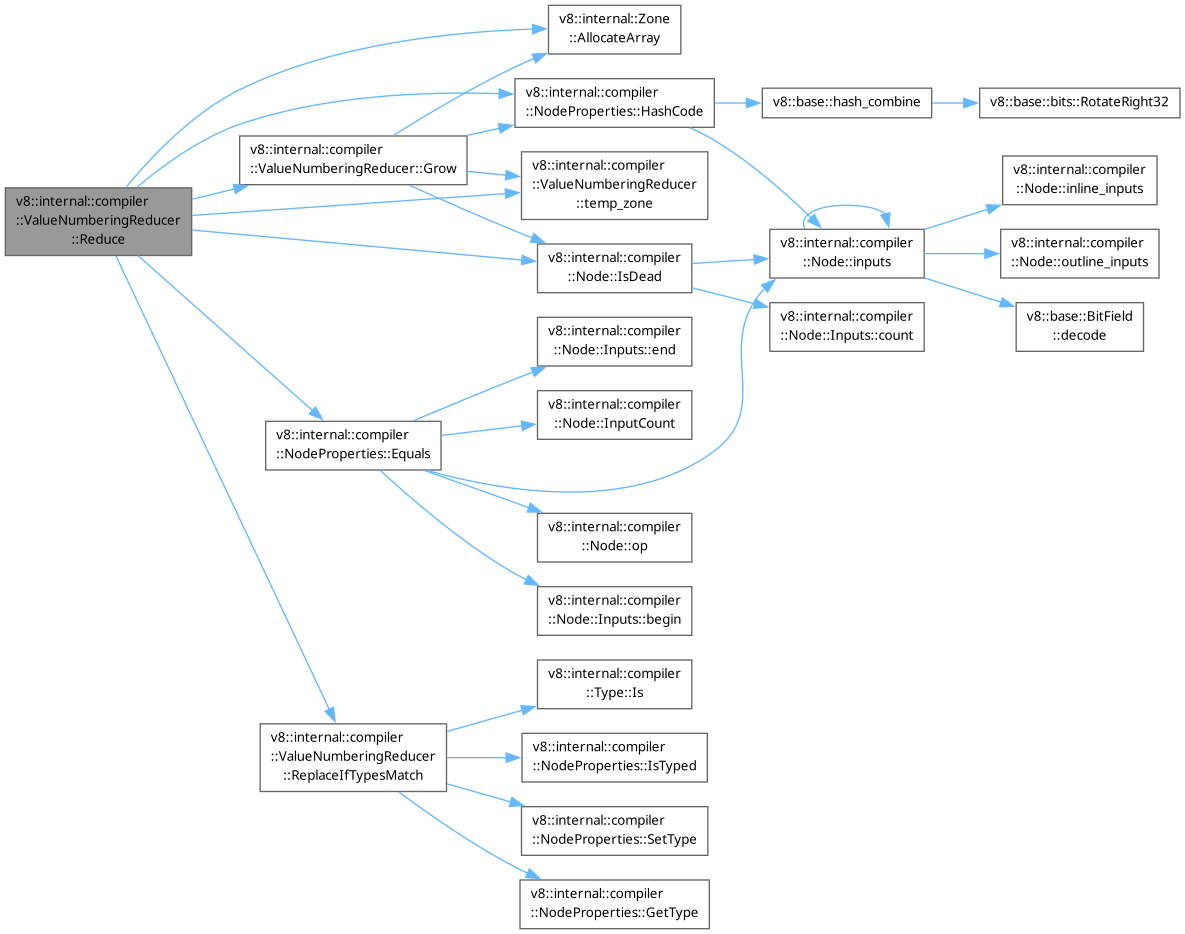 v8::internal::Zone
::AllocateArray
v8::internal::compiler
::NodeProperties::HashCode
v8::base::hash_combine
v8::base::bits::RotateRight32
v8::internal::compiler
::ValueNumberingReducer::Grow
v8::internal::compiler
::ValueNumberingReducer
::temp_zone
v8::internal::compiler
::Node::inline_inputs
v8::internal::compiler
::ValueNumberingReducer
::Reduce
v8::internal::compiler
::Node::IsDead
v8::internal::compiler
::Node::inputs
v8::internal::compiler
::Node::outline_inputs
v8::internal::compiler
::Node::Inputs::count
v8::base::BitField
::decode
v8::internal::compiler
::Node::Inputs::end
v8::internal::compiler
::Node::InputCount
v8::internal::compiler
::NodeProperties::Equals
v8::internal::compiler
::Node::op
v8::internal::compiler
::Node::Inputs::begin
v8::internal::compiler
::Type::Is
v8::internal::compiler
::ValueNumberingReducer
::ReplaceIfTypesMatch
v8::internal::compiler
::NodeProperties::IsTyped
v8::internal::compiler
::NodeProperties::SetType
v8::internal::compiler
::NodeProperties::GetType